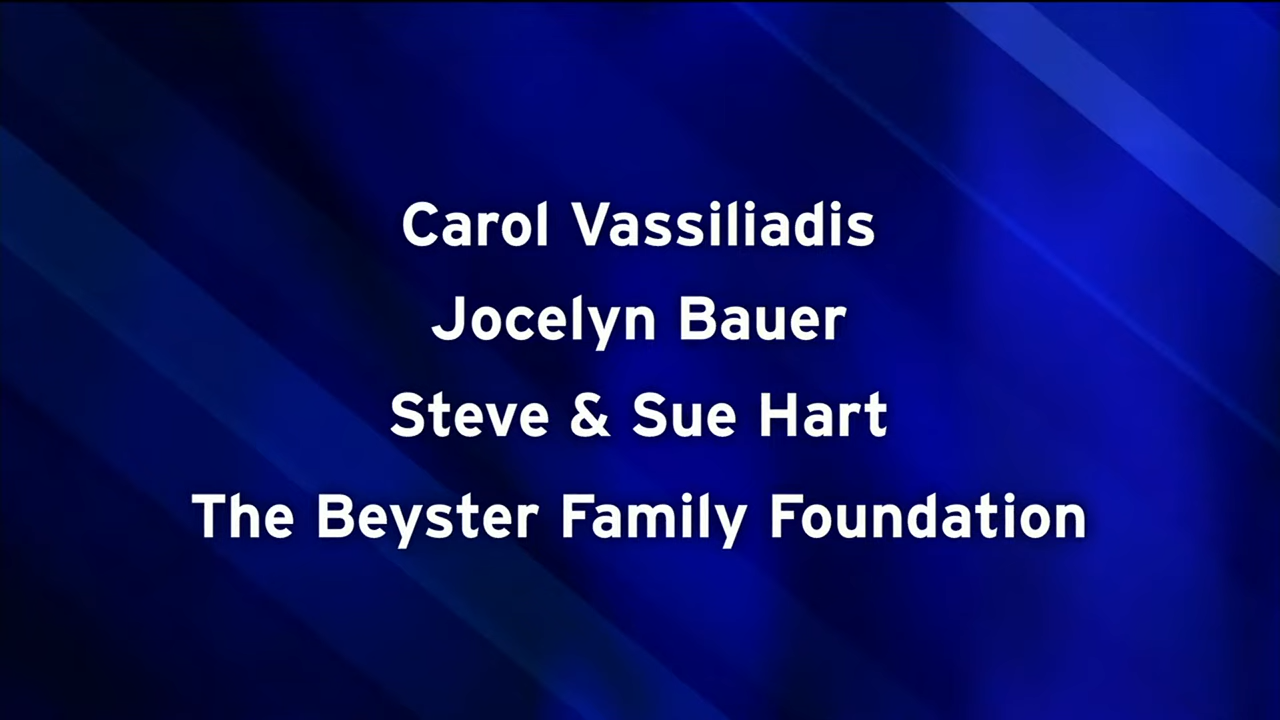 Carol Vassiliadis
Jocelyn Bauer
Steve & Sue Hart
The Beyster Family Foundation